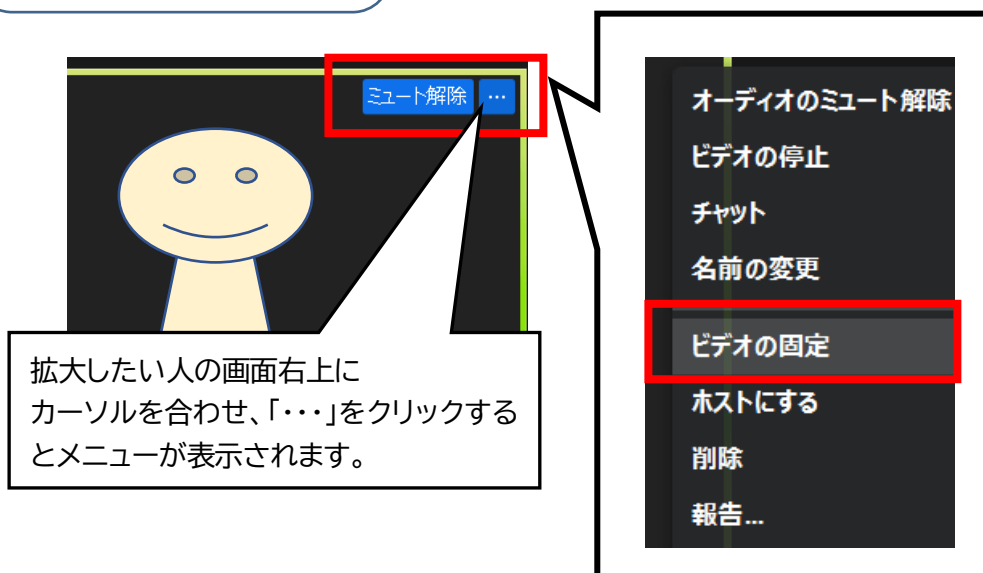 ミュート解除 …
拡大したい人の画面右上に
カーソルを合わせ、「・・・」をクリックする
とメニューが表示されます。
オーディオのミュート解除
ビデオの停止
チャット
名前の変更
ビデオの固定
ホストにする
削除
報告...